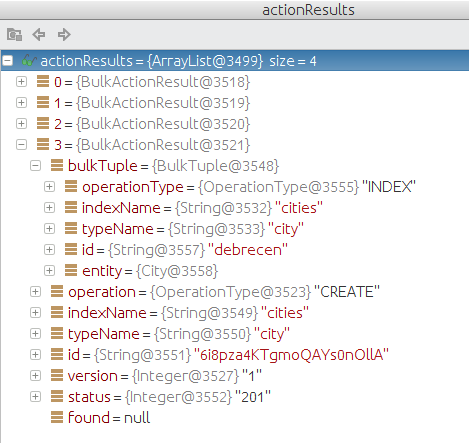 actionResults
actionResults = {ArrayList@3499} size = 4
0 = {BulkActionResult@3518}
1 = {BulkActionResult@3519}
2 = {BulkActionResult@3520}
3 = {BulkActionResult@3521}
bulkTuple = {BulkTuple@3548}
operationType = {OperationType@3555} "INDEX"
indexName = {String@3532} "cities"
typeName = {String@3533} "city"
id = {String@3557} "debrecen"
entity = {City@3558}
operation = {OperationType@3523} "CREATE"
indexName = {String@3549} "cities"
typeName = {String@3550} "city"
id = {String@3551} "6i8pza4KTgmoQAYs0nOllA"
version = {Integer@3527} "1"
status = {Integer@3552} "201"
found = null